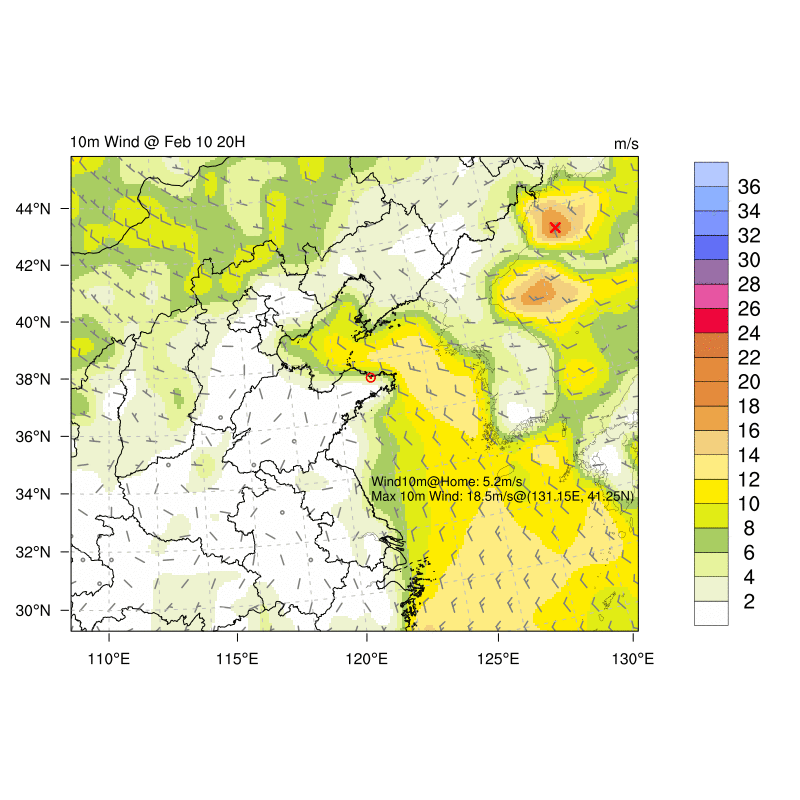 10m Wind @ Feb 10 20H
m/s
44°N
42°N
40°N
38°N
36°N
34°N
32°N
30°N
110°E
115°E
120°E
125°E
130°E
Wind10m@Home: 5.2m/s
Max 10m Wind: 18.5m/s@(131.15E, 41.25N)
36
34
32
30
28
26
24
22
20
18
16
14
12
10
8
6
4
2